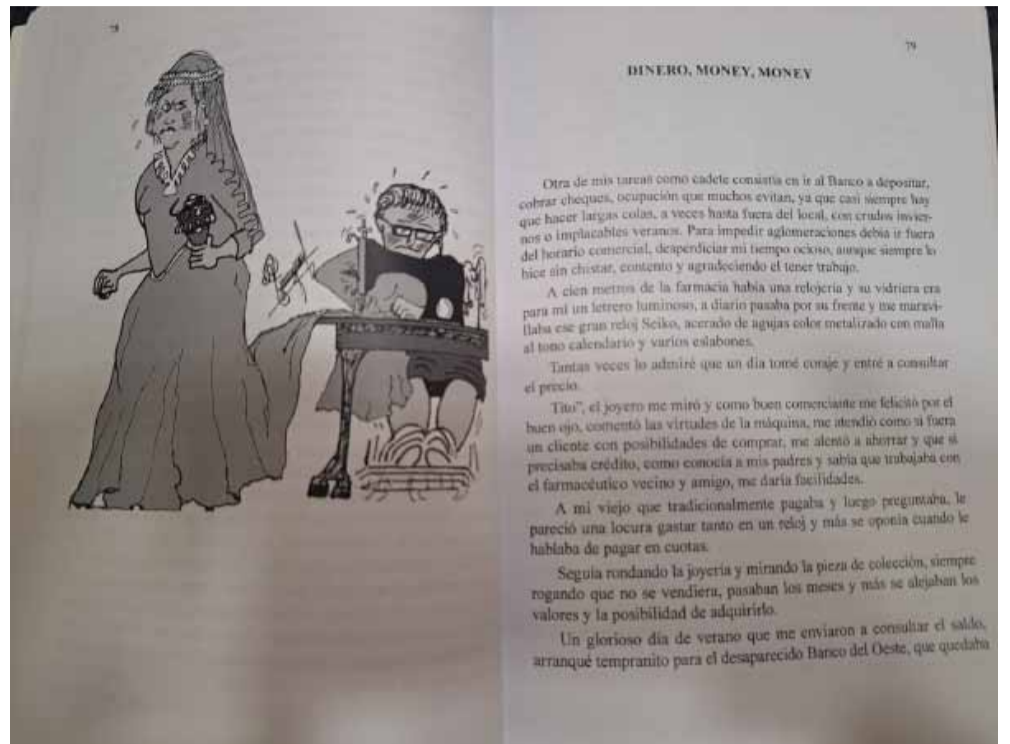 79
DINERO, MONEY, MONEY
Otra de mis tareas como cadete consistía en ir al Banco a depositar,
cobrar cheques, ocupación que muchos evitan, ya que casi siempre hay
que hacer largas colas, a veces hasta fuera del local, con crudos invier-
nos o implacables veranos. Para impedir aglomeraciones debía ir fuera
del horario comercial, desperdiciar mi tiempo ocioso, aunque siempre lo
hice sin chistar, contento y agradeciendo el tener trabajo.
A cien metros de la farmacia había una relojería y su vidriera era
para mí un letrero luminoso, a diario pasaba por su frente y me maravi-
llaba ese gran reloj Seiko, acerado de agujas color metalizado con malla
al tono calendario y varios eslabones.
Tantas veces lo admiré que un día tomé coraje y entré a consultar
el precio.
Tito", el joyero me miró y como buen comerciante me felicitó por el
buen ojo, comentó las virtudes de la máquina, me atendió como si fuera
un cliente con posibilidades de comprar, me alentó a ahorrar y que si
precisaba crédito, como conocía a mis padres y sabía que trabajaba con
el farmacéutico vecino y amigo, me daría facilidades.
A mi viejo que tradicionalmente pagaba y luego preguntaba, le
pareció una locura gastar tanto en un reloj y más se oponía cuando le
hablaba de pagar en cuotas.
Seguía rondando la joyería y mirando la pieza de colección, siempre
rogando que no se vendiera, pasaban los meses y más se alejaban los
valores y la posibilidad de adquirirlo.
Un glorioso día de verano que me enviaron a consultar el saldo,
arranqué tempranito para el desaparecido Banco del Oeste, que quedaba